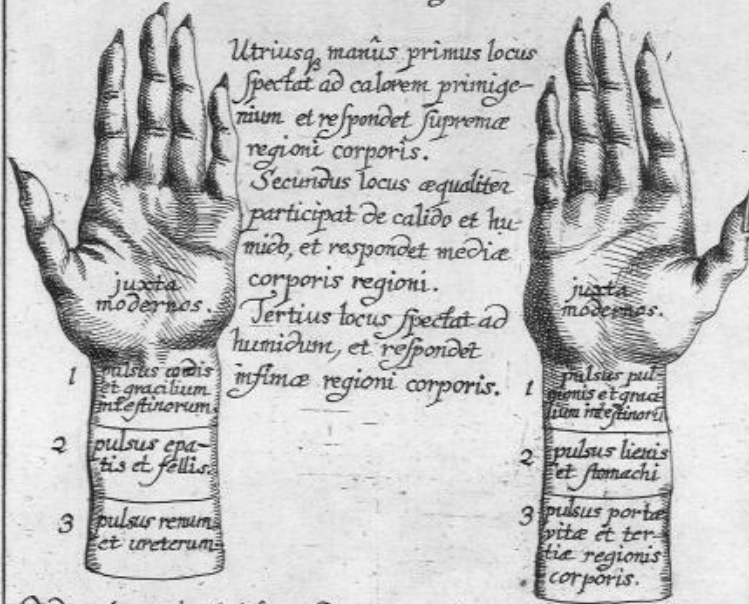 Utriusqꝫ manûs primus locus
ſpectat ad calorem primige-
nium et reſpondet ſupremæ
regioni corporis.
Secundus locus æqualiter
participat de calido et hu-
mido, et respondet mediæ
corporis regioni.
Tertius locus ſpectat ad
humidum, et reſpondet
infimæ regioni corporis.
juxta
modernos.
1 pulsus cordis
et gracilium
inteſtinorum.
2 pulsus epa-
tis et fellis.
3 pulsus renum
et ureterum
juxta
modernos.
1 pulsus pul-
monis et graci-
lium inteſtinorū
2 pulsus lienis
et ſtomachi
3 pulsus portæ
vitæ et ter-
tiæ regionis
corporis.